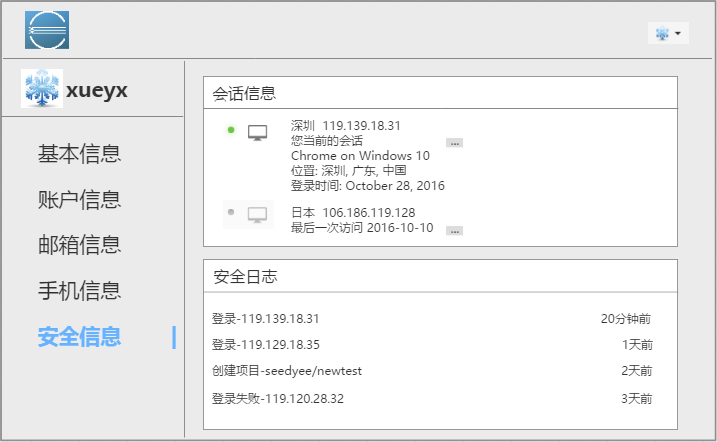 xueyx
基本信息
账户信息
邮箱信息
手机信息
安全信息
会话信息
深圳 119.139.18.31
您当前的会话
...
Chrome on Windows 10
位置: 深圳, 广东, 中国
登录时间: October 28, 2016
日本 106.186.119.128
最后一次访问 2016-10-10 ...
安全日志
登录-119.139.18.31 20分钟前
登录-119.129.18.35 1天前
创建项目-seedyee/newtest 2天前
登录失败-119.120.28.32 3天前